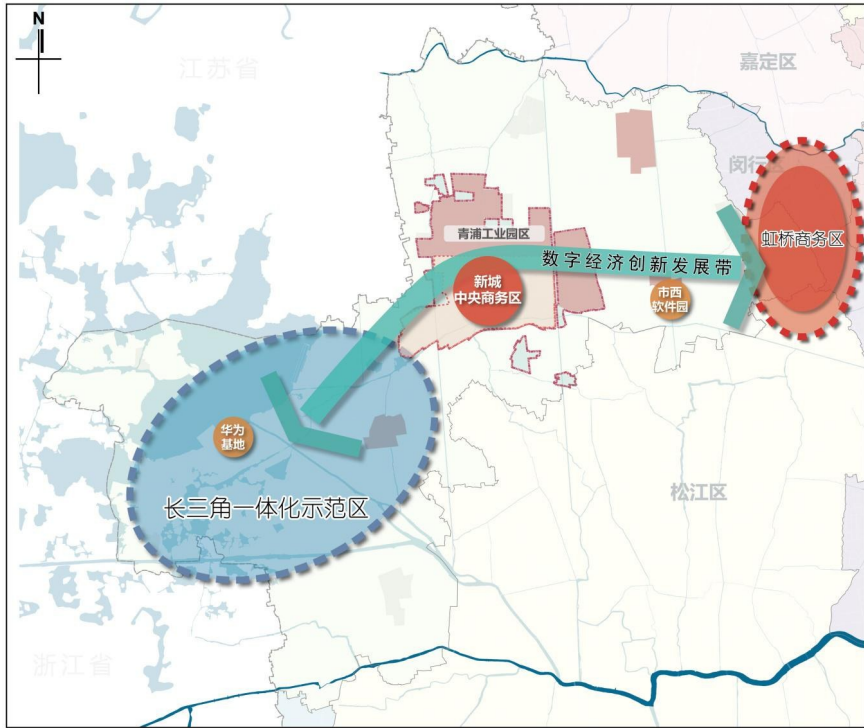 N
江苏省
嘉定区
闵行区
虹桥商务区
青浦工业园区
数字经济创新发展带
新城
中央商务区
市西
软件园
华为
基地
长三角一体化示范区
松江区
浙江省